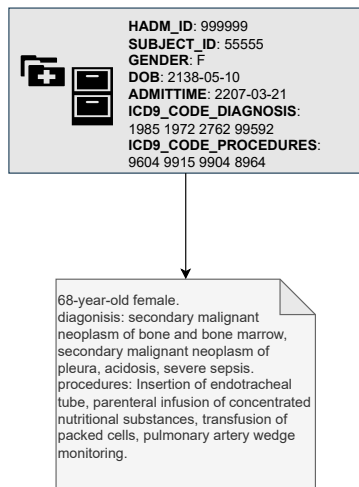 HADM_ID: 999999
SUBJECT_ID: 55555
GENDER: F
DOB: 2138-05-10
ADMITTIME: 2207-03-21
ICD9_CODE_DIAGNOSIS:
1985 1972 2762 99592
ICD9_CODE_PROCEDURES:
9604 9915 9904 8964
68-year-old female.
diagonisis: secondary malignant
neoplasm of bone and bone marrow,
secondary malignant neoplasm of
pleura, acidosis, severe sepsis.
procedures: Insertion of endotracheal
tube, parenteral infusion of concentrated
nutritional substances, transfusion of
packed cells, pulmonary artery wedge
monitoring.